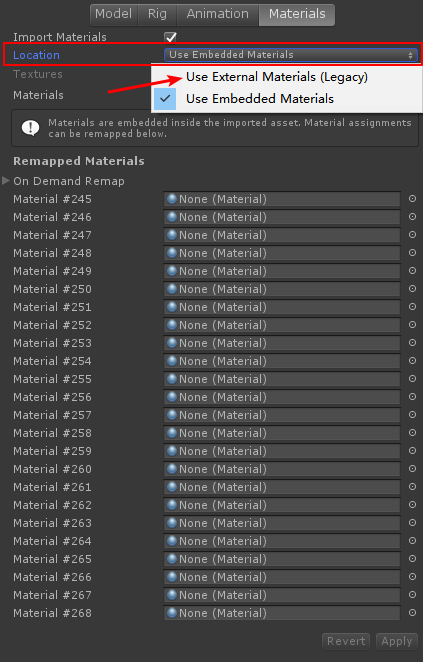 Model Rig Animation Materials
Import Materials
Location Use Embedded Materials
Textures Use External Materials (Legacy)
Materials Use Embedded Materials
Materials are embedded inside the imported asset. Material assignments
can be remapped below.
Remapped Materials
On Demand Remap
Material #245 None (Material)
Material #246 None (Material)
Material #247 None (Material)
Material #248 None (Material)
Material #249 None (Material)
Material #250 None (Material)
Material #251 None (Material)
Material #252 None (Material)
Material #253 None (Material)
Material #254 None (Material)
Material #255 None (Material)
Material #256 None (Material)
Material #257 None (Material)
Material #258 None (Material)
Material #259 None (Material)
Material #260 None (Material)
Material #261 None (Material)
Material #262 None (Material)
Material #263 None (Material)
Material #264 None (Material)
Material #265 None (Material)
Material #266 None (Material)
Material #267 None (Material)
Material #268 None (Material)
Revert Apply